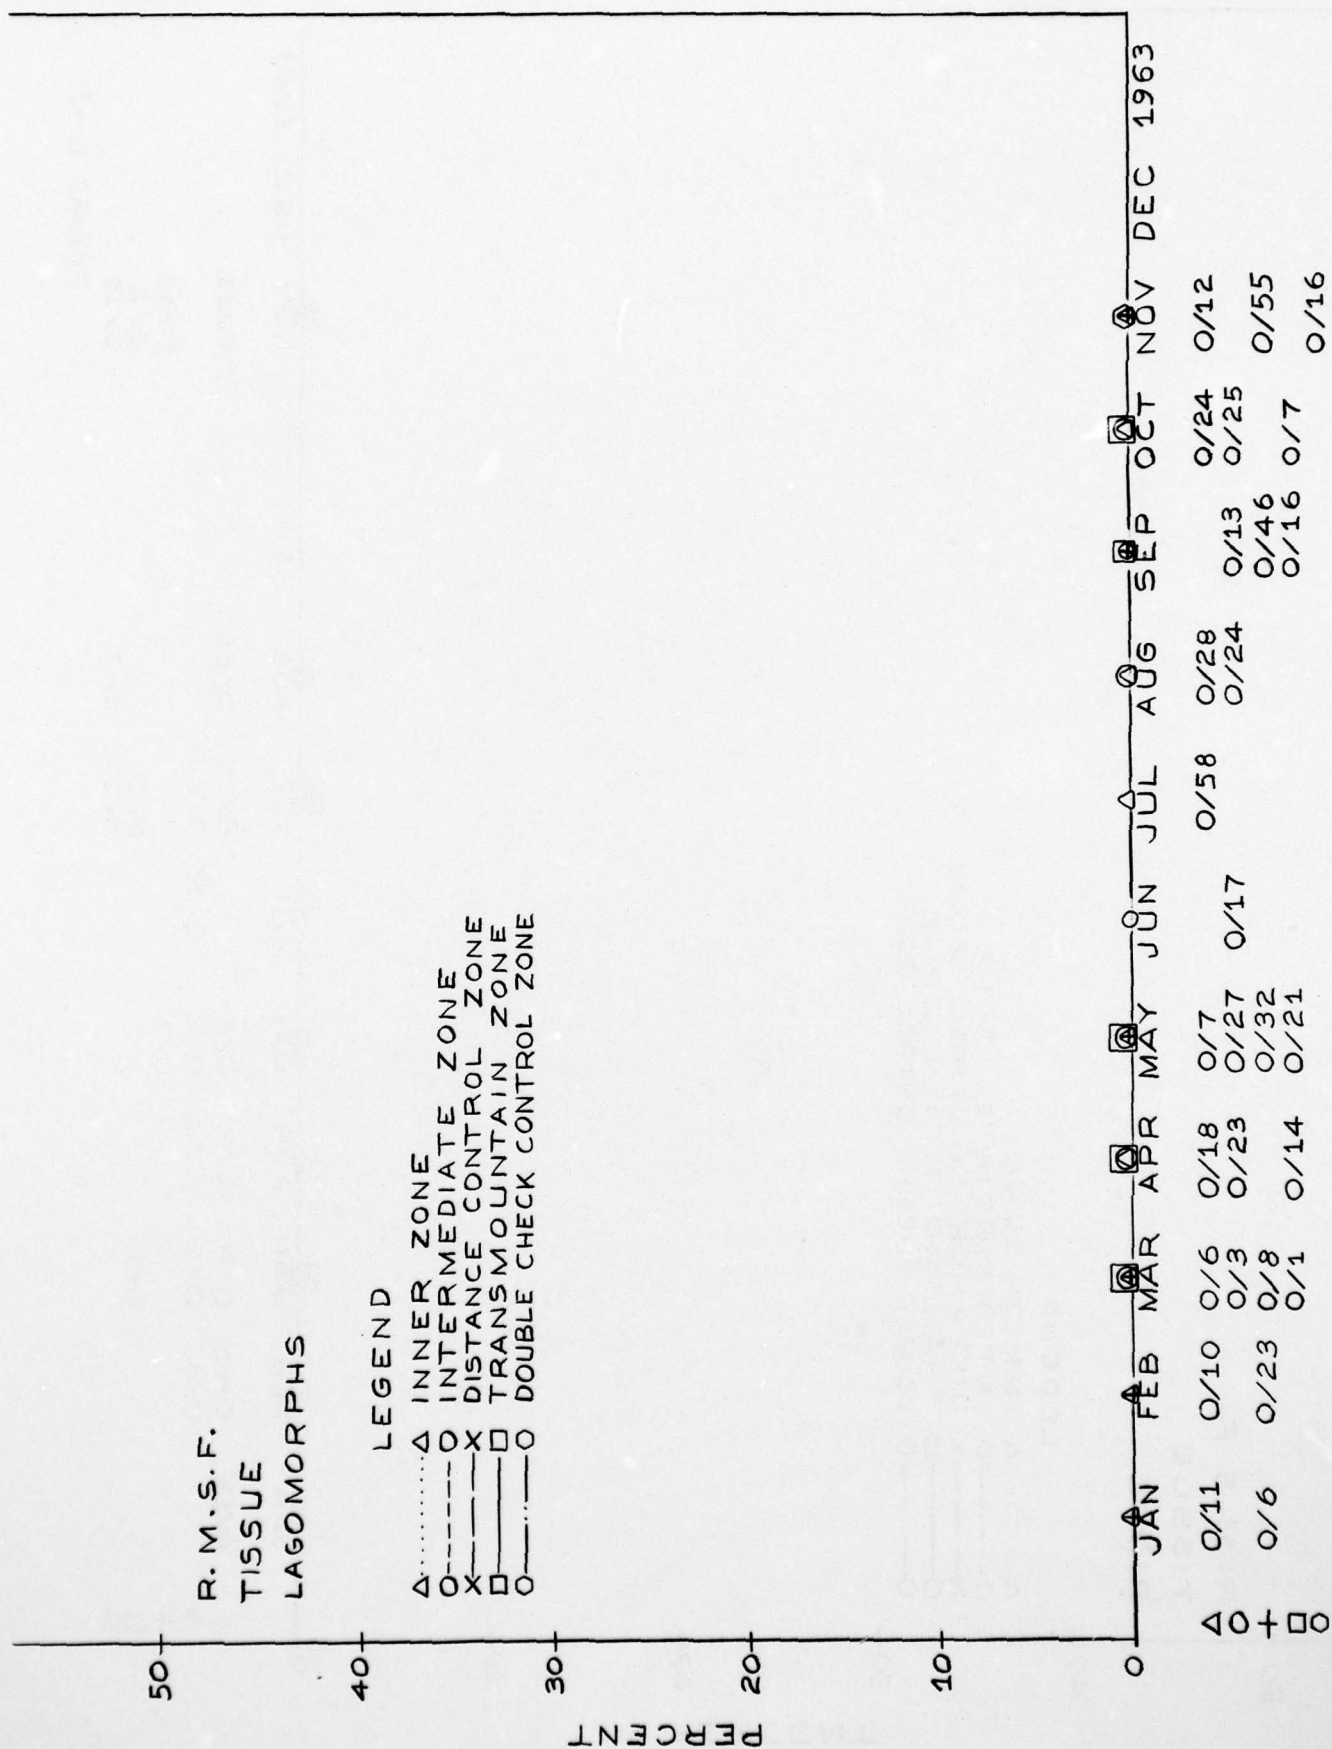 R. M. S. F.
TISSUE
LAGOMORPHS
LEGEND
INNER ZONE
INTERMEDIATE ZONE
DISTANCE CONTROL ZONE
TRANSMOUNTAIN ZONE
DOUBLE CHECK CONTROL ZONE
PERCENT
50
40
30
20
10
0
JAN FEB MAR APR MAY JUN JUL AUG SEP OCT NOV DEC 1963
0/11 0/10 0/6 0/18 0/7 0/58 0/28 0/24 0/12
0/3 0/23 0/27 0/17 0/24 0/13 0/25
0/6 0/23 0/8 0/32 0/46 0/55
0/1 0/14 0/21 0/16 0/7
0/16